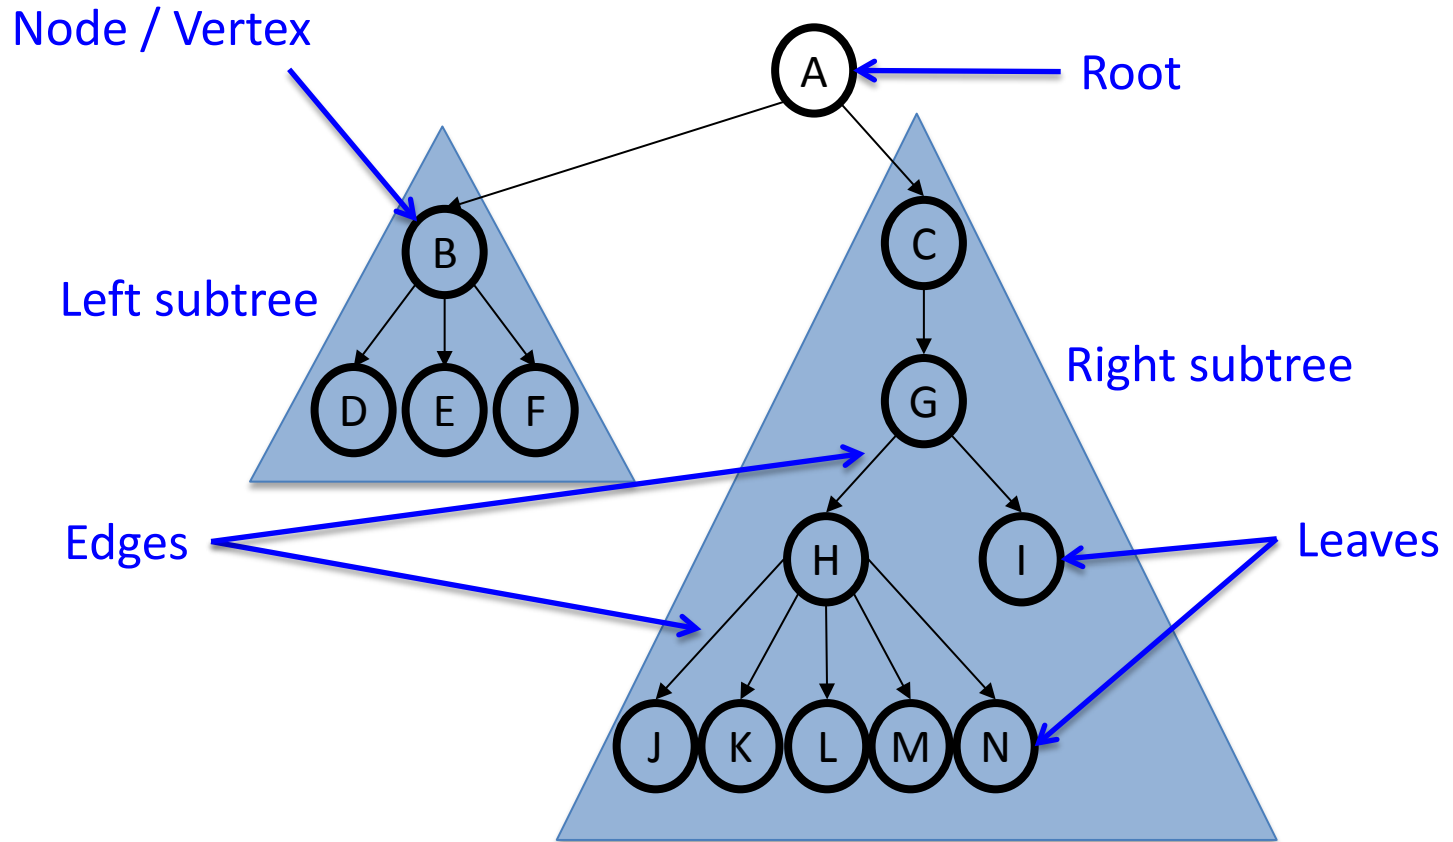 Node / Vertex
A
Root
B
C
Left subtree
Right subtree
D E F
G
Edges
H I
Leaves
J K L M N